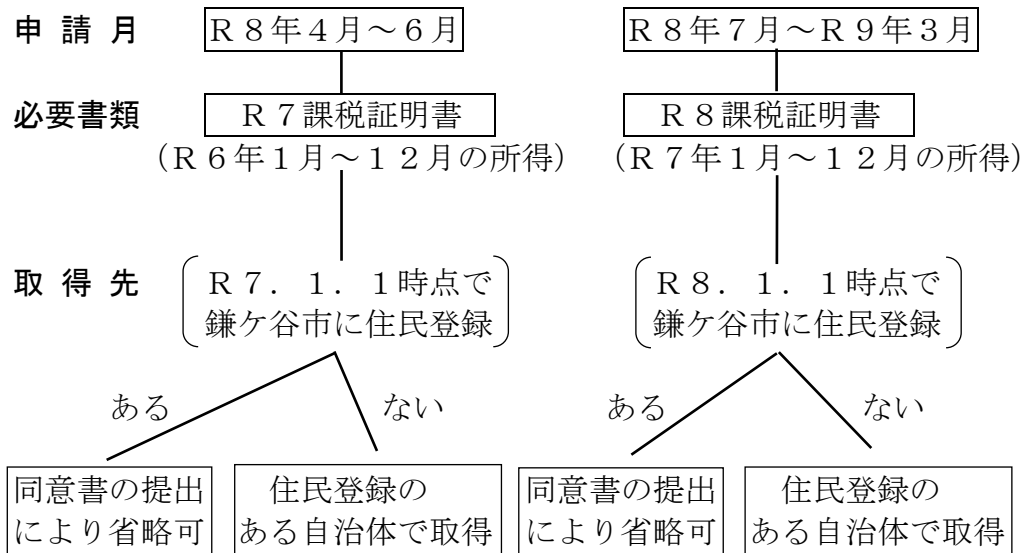 申請月 R8年4月～6月 R8年7月～R9年3月
必要書類 R7課税証明書 R8課税証明書
（R6年1月～12月の所得） （R7年1月～12月の所得）
取得先 R7．1．1時点で R8．1．1時点で
鎌ケ谷市に住民登録 鎌ケ谷市に住民登録
ある ない ある ない
同意書の提出 住民登録の 同意書の提出 住民登録の
により省略可 ある自治体で取得 により省略可 ある自治体で取得